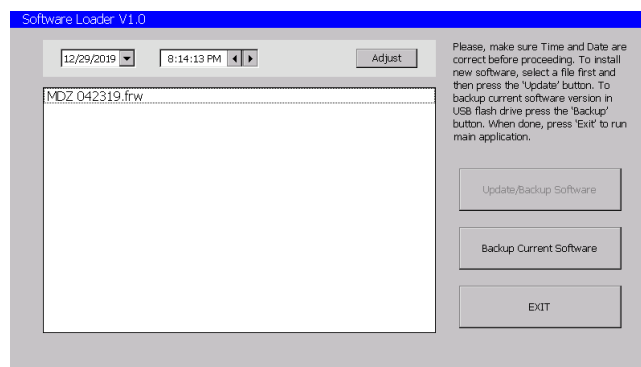 Software Loader V1.0
12/29/2019
8:14:13 PM
Adjust
Please, make sure Time and Date are
correct before proceeding. To install
new software, select a file first and
then press the 'Update' button. To
backup current software version in
USB flash drive press the 'Backup'
button. When done, press 'Exit' to run
main application.
MDZ 042319.frw
Update/Backup Software
Backup Current Software
EXIT